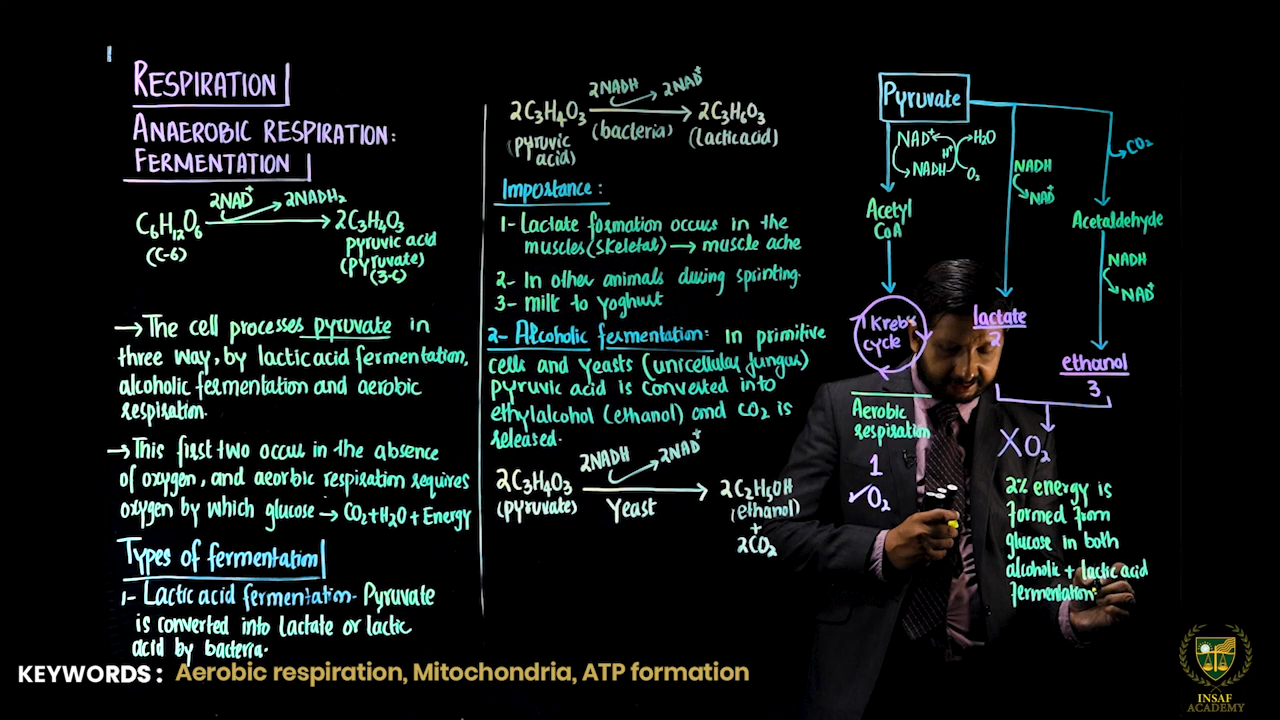 RESPIRATION
ANAEROBIC RESPIRATION:
FERMENTATION
2NAD⁺ 2NADH₂
C₆H₁₂O₆ → 2C₃H₄O₃
(C-6)
pyruvic acid
(pyruvate)
(3-C)
→ The cell processes pyruvate in
three way, by lactic acid fermentation,
alcoholic fermentation and aerobic
respiration.
→ This first two occur in the absence
of oxygen, and aeorbic respiration requires
oxygen by which glucose → CO₂+H₂O + Energy
Types of fermentation
1- Lactic acid fermentation- Pyruvate
is converted into Lactate or lactic
acid by bacteria.
2NADH 2NAD⁺
2C₃H₄O₃ → 2C₃H₆O₃
(pyruvic acid) (bacteria) (lactic acid)
Importance:
1- Lactate formation occurs in the
muscles (skeletal) → muscle ache
2- In other animals during sprinting.
3- milk to yoghurt
2- Alcoholic fermentation: In primitive
cells and yeasts (unicellular fungus)
pyruvic acid is converted into
ethylalcohol (ethanol) and CO₂ is
released.
2NADH 2NAD⁺
2C₃H₄O₃ → 2C₂H₅OH
(pyruvate) Yeast (ethanol)
+
2CO₂
Pyruvate
NAD⁺ H₂O
H⁺
NADH O₂
Acetyl
CoA
Krebs
cycle
Aerobic
respiration
1
✓O₂
NADH
NAD⁺
lactate
2
CO₂
Acetaldehyde
NADH
NAD⁺
ethanol
3
X O₂
2% energy is
formed from
glucose in both
alcoholic + lactic acid
fermentation.
KEYWORDS: Aerobic respiration, Mitochondria, ATP formation
INSAF
ACADEMY